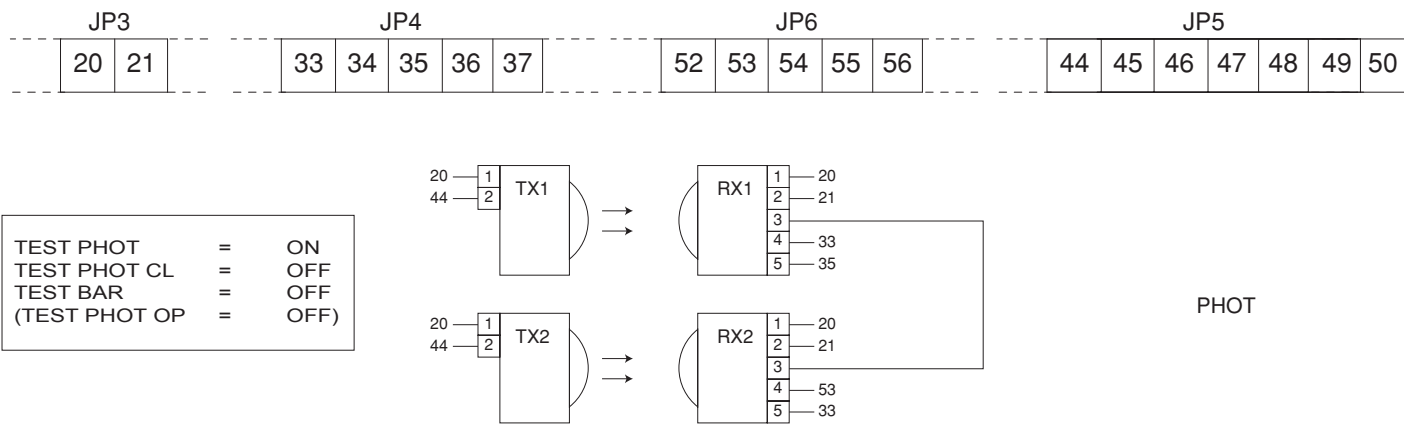 JP3 JP4 JP6 JP5
20 21 33 34 35 36 37 52 53 54 55 56 44 45 46 47 48 49 50
20 1 TX1 RX1 1 20
44 2 2 21
3
4 33
5 35
TEST PHOT = ON
TEST PHOT CL = OFF
TEST BAR = OFF
(TEST PHOT OP = OFF)
PHOT
20 1 TX2 RX2 1 20
44 2 2 21
3
4 53
5 33